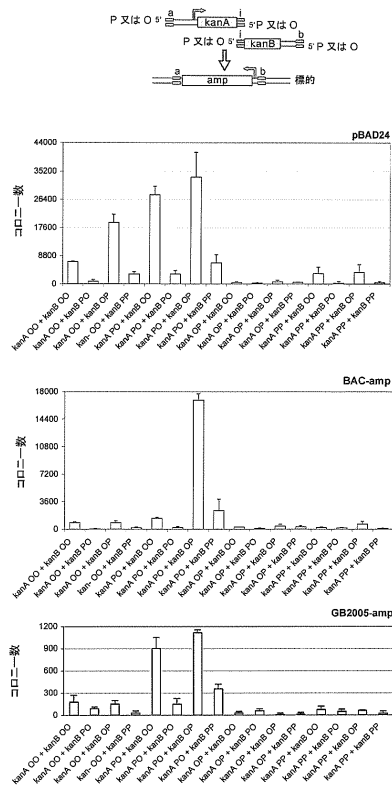 a i
P 又は O 5' kanA 5'P 又は O
i b
P 又は O 5' kanB 5'P 又は O
a b
amp 標的
pBAD24
コロニー数
44000
35200
26400
17600
8800
0
kanA OO + kanB OO
kanA OO + kanB PO
kanA OO + kanB OP
kan- OO + kanB PP
kanA PO + kanB OO
kanA PO + kanB PO
kanA PO + kanB OP
kanA PO + kanB PP
kanA OP + kanB OO
kanA OP + kanB PO
kanA OP + kanB OP
kanA OP + kanB PP
kanA PP + kanB OO
kanA PP + kanB PO
kanA PP + kanB OP
kanA PP + kanB PP
BAC-amp
コロニー数
18000
14400
10800
7200
3600
0
kanA OO + kanB OO
kanA OO + kanB PO
kanA OO + kanB OP
kan- OO + kanB PP
kanA PO + kanB OO
kanA PO + kanB PO
kanA PO + kanB OP
kanA PO + kanB PP
kanA OP + kanB OO
kanA OP + kanB PO
kanA OP + kanB OP
kanA OP + kanB PP
kanA PP + kanB OO
kanA PP + kanB PO
kanA PP + kanB OP
kanA PP + kanB PP
GB2005-amp
コロニー数
1200
900
600
300
0
kanA OO + kanB OO
kanA OO + kanB PO
kanA OO + kanB OP
kan- OO + kanB PP
kanA PO + kanB OO
kanA PO + kanB PO
kanA PO + kanB OP
kanA PO + kanB PP
kanA OP + kanB OO
kanA OP + kanB PO
kanA OP + kanB OP
kanA OP + kanB PP
kanA PP + kanB OO
kanA PP + kanB PO
kanA PP + kanB OP
kanA PP + kanB PP